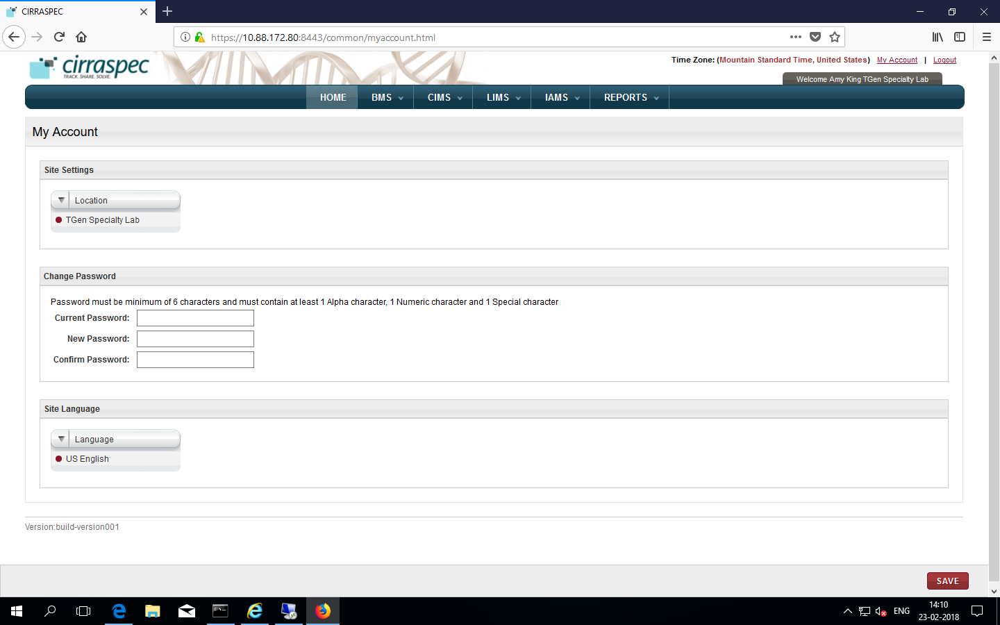 CIRRASPEC
https://10.88.172.80:8443/common/myaccount.html
cirraspec
TRACK. SHARE. SOLVE.
Time Zone: (Mountain Standard Time, United States) My Account | Logout
Welcome Amy King TGen Specialty Lab
HOME BMS CIMS LIMS IAMS REPORTS
My Account
Site Settings
Location
TGen Specialty Lab
Change Password
Password must be minimum of 6 characters and must contain at least 1 Alpha character, 1 Numeric character and 1 Special character
Current Password:
New Password:
Confirm Password:
Site Language
Language
US English
Version:build-version001
SAVE
ENG
14:10
23-02-2018